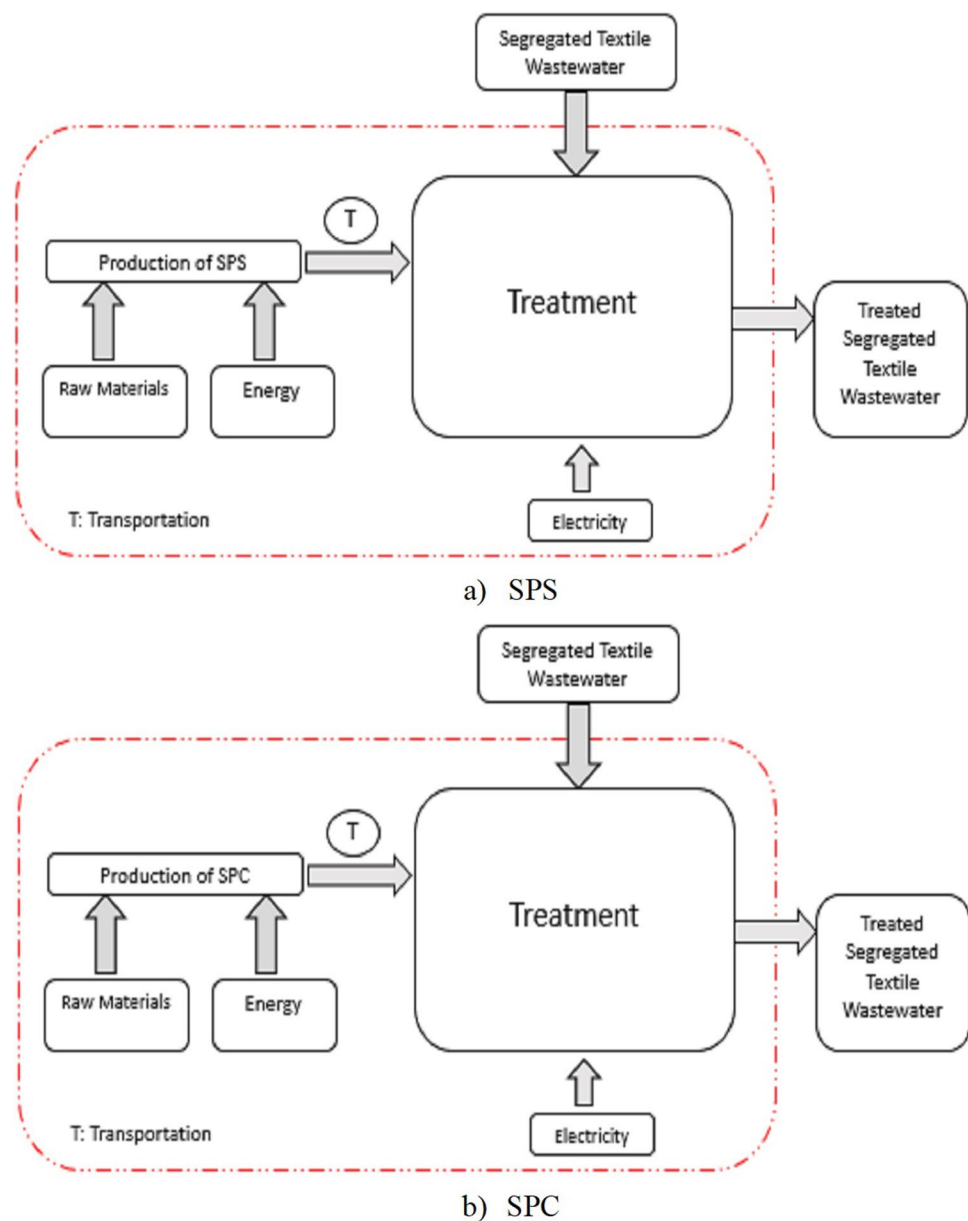 Segregated Textile
Wastewater
T
Production of SPS
Treatment
Treated
Segregated
Textile
Wastewater
Raw Materials
Energy
T: Transportation
Electricity
a) SPS
Segregated Textile
Wastewater
T
Production of SPC
Treatment
Treated
Segregated
Textile
Wastewater
Raw Materials
Energy
T: Transportation
Electricity
b) SPC